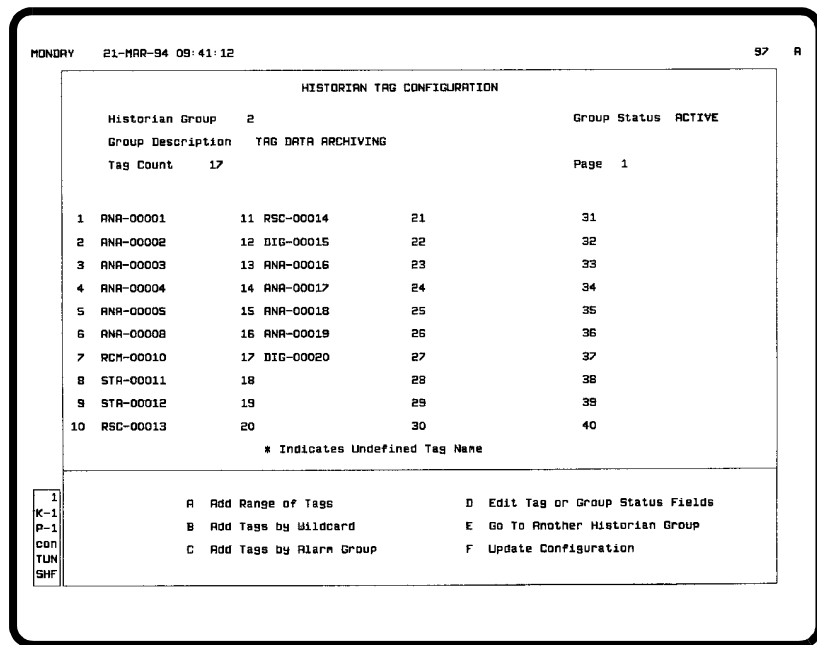 MONDAY 21-MAR-94 09:41:12 97 A
HISTORIAN TAG CONFIGURATION
Historian Group 2 Group Status ACTIVE
Group Description TAG DATA ARCHIVING
Tag Count 17 Page 1
1 ANA-00001 11 RSC-00014 21 31
2 ANA-00002 12 DIG-00015 22 32
3 ANA-00003 13 ANA-00016 23 33
4 ANA-00004 14 ANA-00017 24 34
5 ANA-00005 15 ANA-00018 25 35
6 ANA-00008 16 ANA-00019 26 36
7 RCM-00010 17 DIG-00020 27 37
8 STA-00011 18 28 38
9 STA-00012 19 29 39
10 RSC-00013 20 30 40
* Indicates Undefined Tag Name
A Add Range of Tags D Edit Tag or Group Status Fields
B Add Tags by Wildcard E Go To Another Historian Group
C Add Tags by Alarm Group F Update Configuration
1
K-1
P-1
con
TUN
SHF